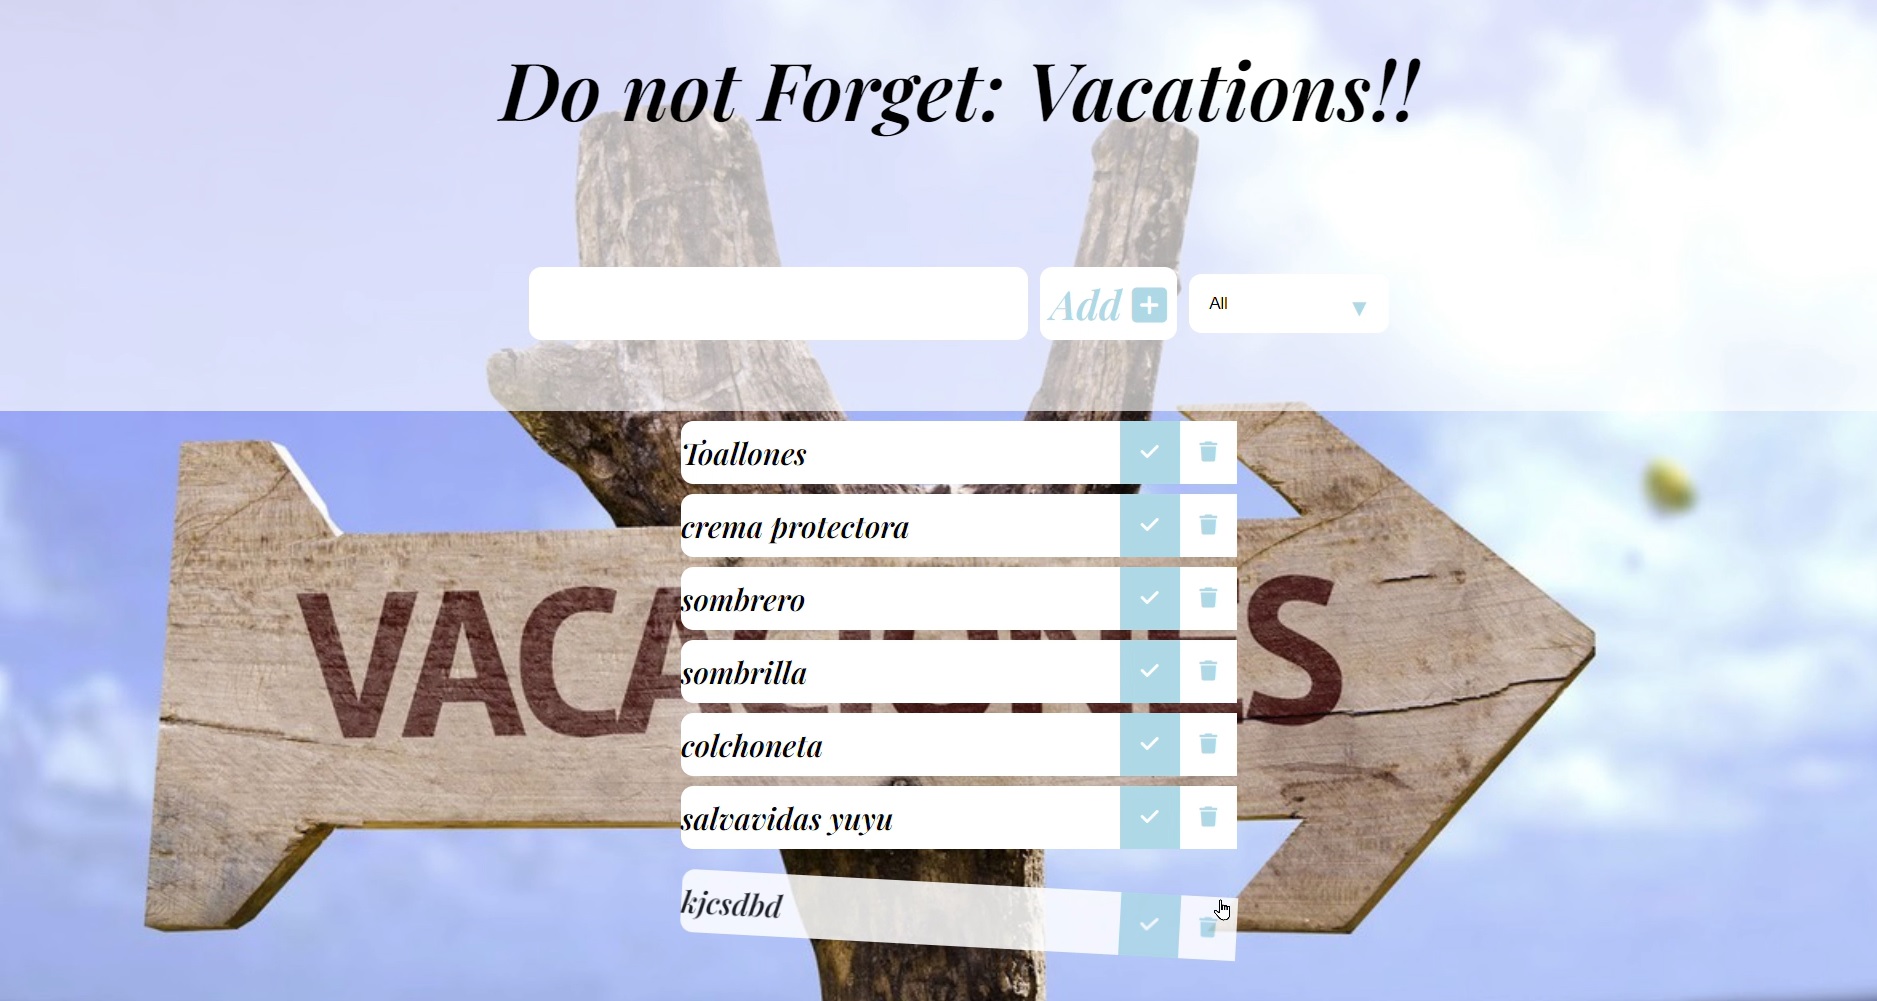 Do not Forget: Vacations!!
Add
All
Toallones
crema protectora
sombrero
sombrilla
VACACIONES
colchoneta
salvavidas yuyu
kjcsdbd